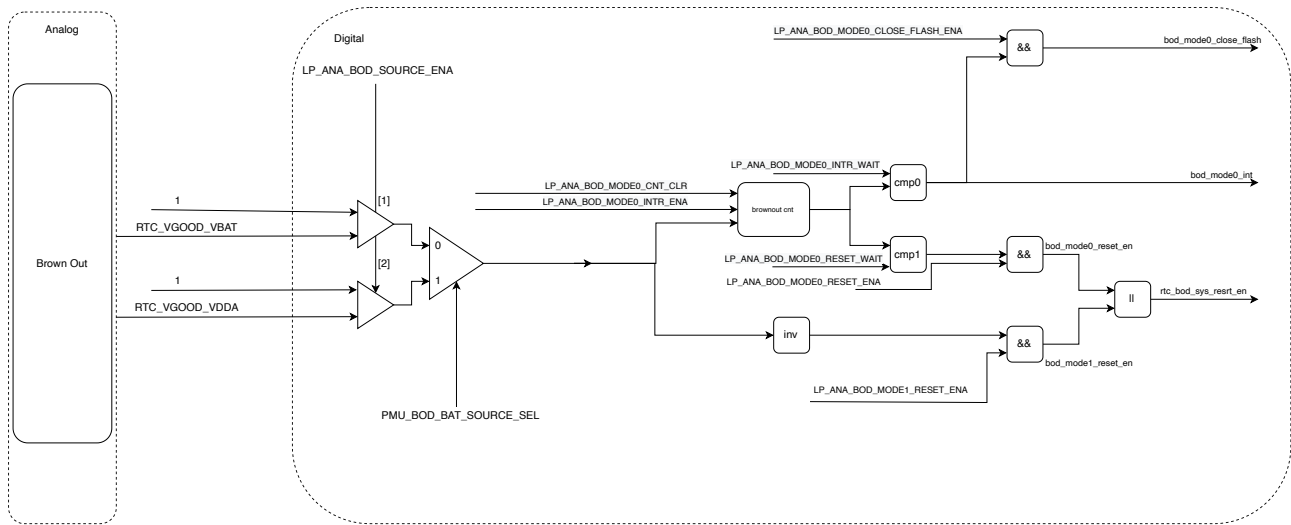 Analog
Digital
LP_ANA_BOD_MODE0_CLOSE_FLASH_ENA
&&
bod_mode0_close_flash
LP_ANA_BOD_SOURCE_ENA
LP_ANA_BOD_MODE0_INTR_WAIT
cmp0
bod_mode0_int
LP_ANA_BOD_MODE0_CNT_CLR
LP_ANA_BOD_MODE0_INTR_ENA
brownout cnt
1
[1]
RTC_VGOOD_VBAT
0
Brown Out
[2]
1
1
RTC_VGOOD_VDDA
cmp1
LP_ANA_BOD_MODE0_RESET_WAIT
LP_ANA_BOD_MODE0_RESET_ENA
&&
bod_mode0_reset_en
||
rtc_bod_sys_resrt_en
inv
&&
bod_mode1_reset_en
LP_ANA_BOD_MODE1_RESET_ENA
PMU_BOD_BAT_SOURCE_SEL